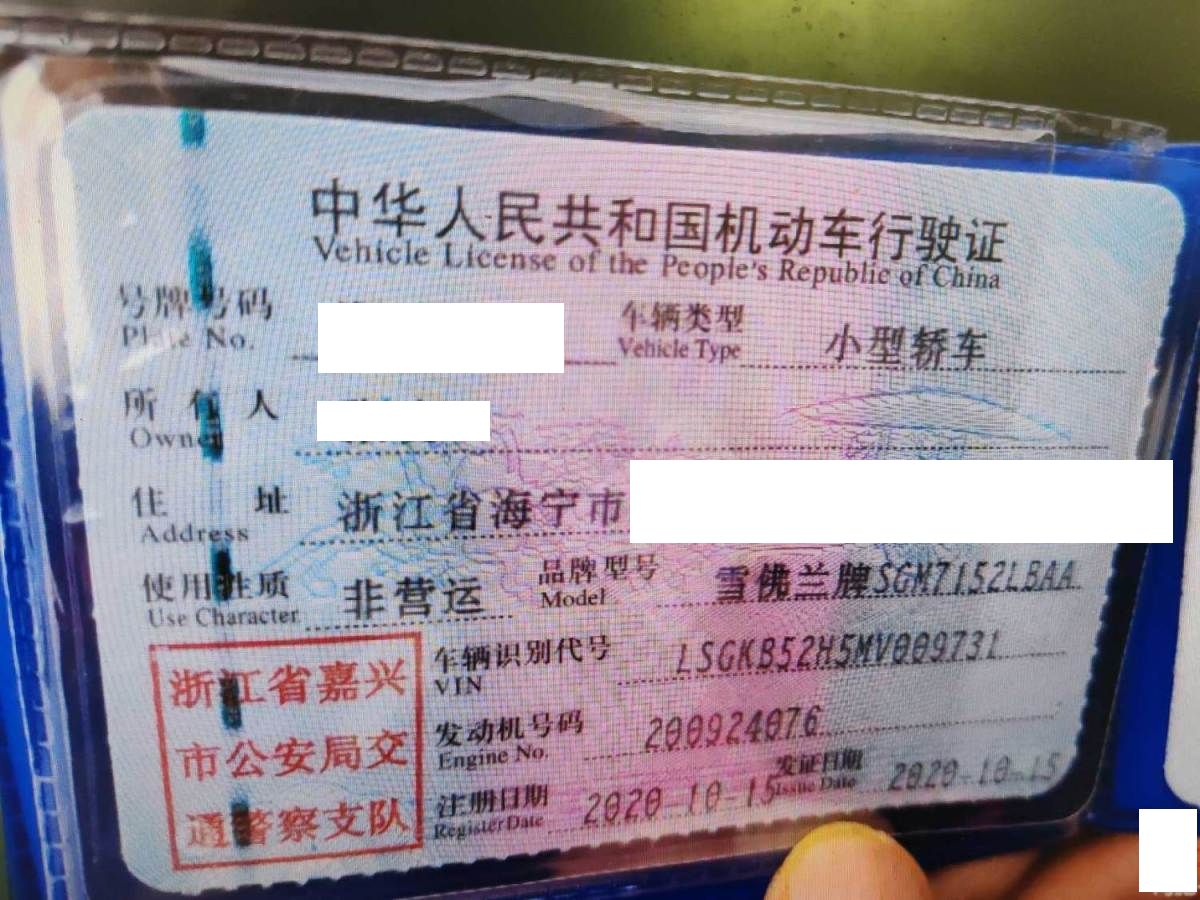 中华人民共和国机动车行驶证
Vehicle License of the People's Republic of China
号牌号码
Plate No.
车辆类型 小型轿车
Vehicle Type
所有人
Owner
住址 浙江省海宁市
Address
使用性质 非营运
Use Character
品牌型号 雪佛兰牌SGM7152LBAA
Model
车辆识别代号 LSGKB52H5MV009731
VIN
发动机号码 200924076
Engine No.
注册日期 2020-10-15
Register Date
发证日期 2020-10-15
Issue Date
浙江省嘉兴
市公安局交
通警察支队